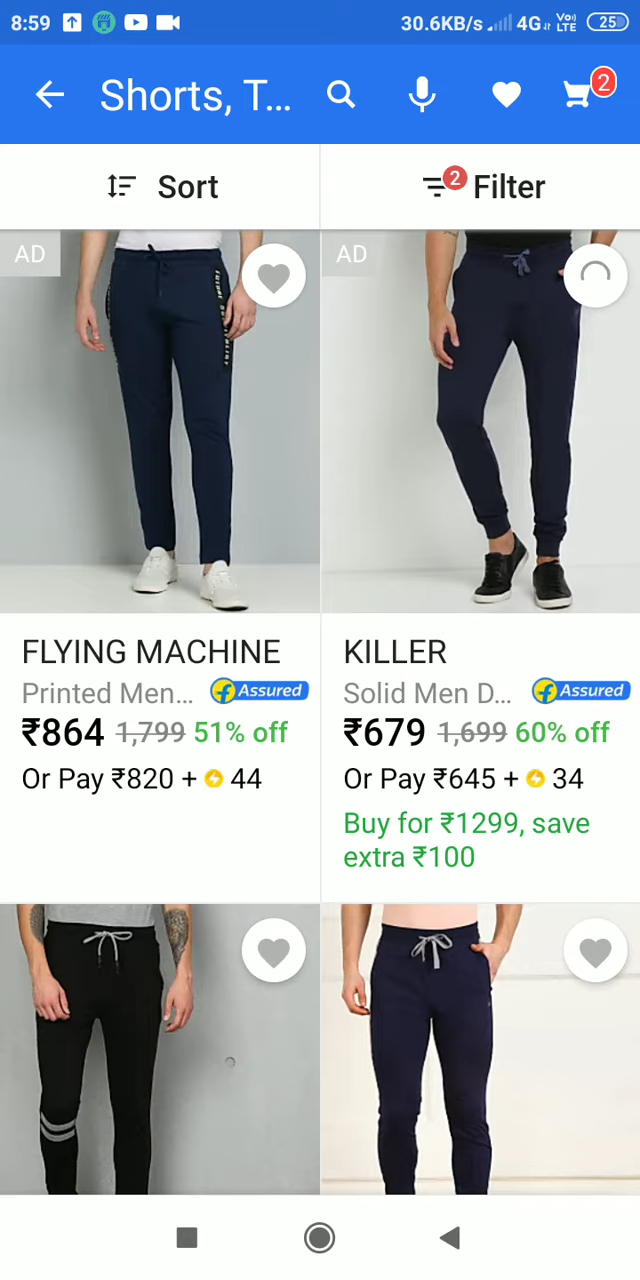 8:59 30.6KB/s 4G Vo) LTE 25
Shorts, T... 2
Sort 2 Filter
AD AD
FLYING MACHINE
Printed Men... f Assured
₹864 1,799 51% off
Or Pay ₹820 + 44
KILLER
Solid Men D... f Assured
₹679 1,699 60% off
Or Pay ₹645 + 34
Buy for ₹1299, save
extra ₹100